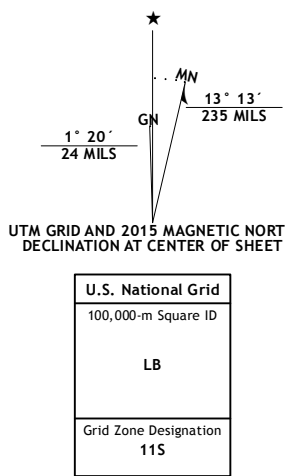 ★
MN
GN
1° 20´
24 MILS
13° 13´
235 MILS
UTM GRID AND 2015 MAGNETIC NORT
DECLINATION AT CENTER OF SHEET
U.S. National Grid
100,000-m Square ID
LB
Grid Zone Designation
11S